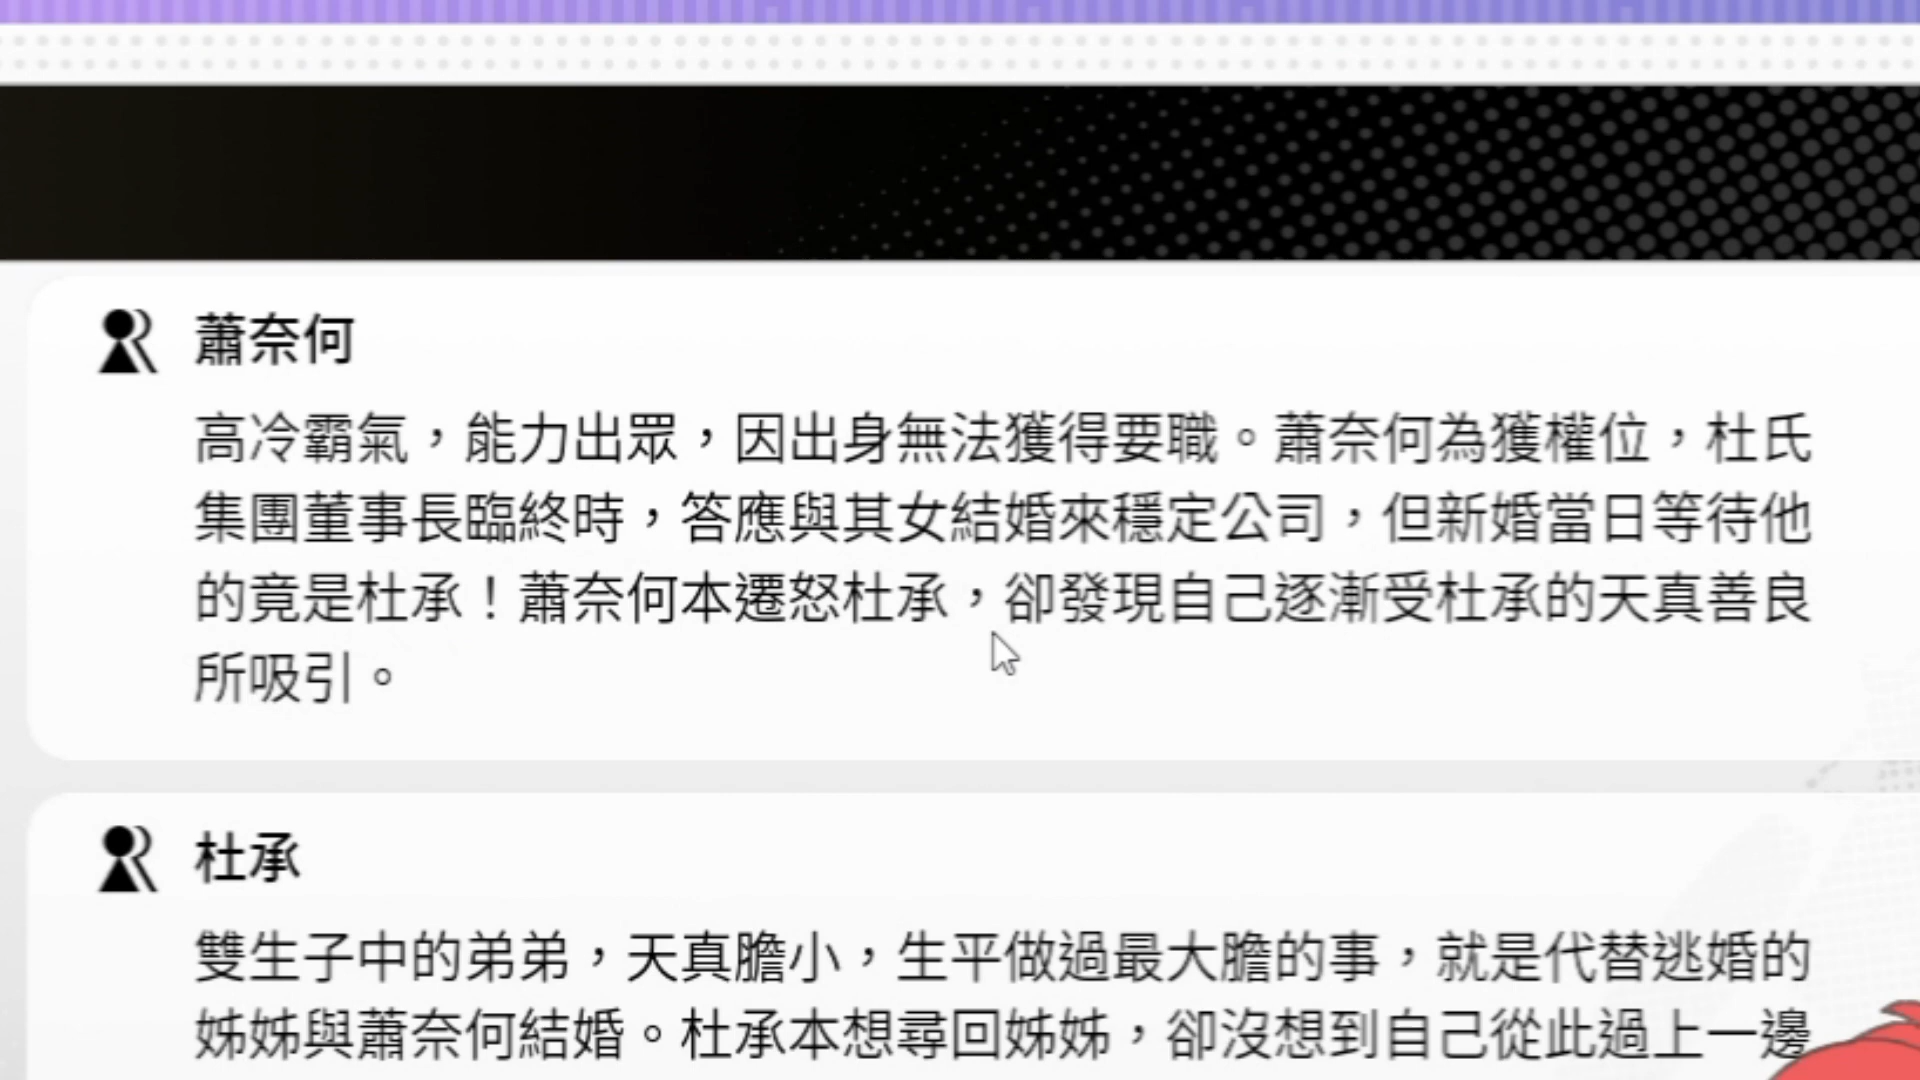 蕭奈何
高冷霸氣，能力出眾，因出身無法獲得要職。蕭奈何為獲權位，杜氏
集團董事長臨終時，答應與其女結婚來穩定公司，但新婚當日等待他
的竟是杜承！蕭奈何本遷怒杜承，卻發現自己逐漸受杜承的天真善良
所吸引。
杜承
雙生子中的弟弟，天真膽小，生平做過最大膽的事，就是代替逃婚的
姊姊與蕭奈何結婚。杜承本想尋回姊姊，卻沒想到自己從此過上一邊